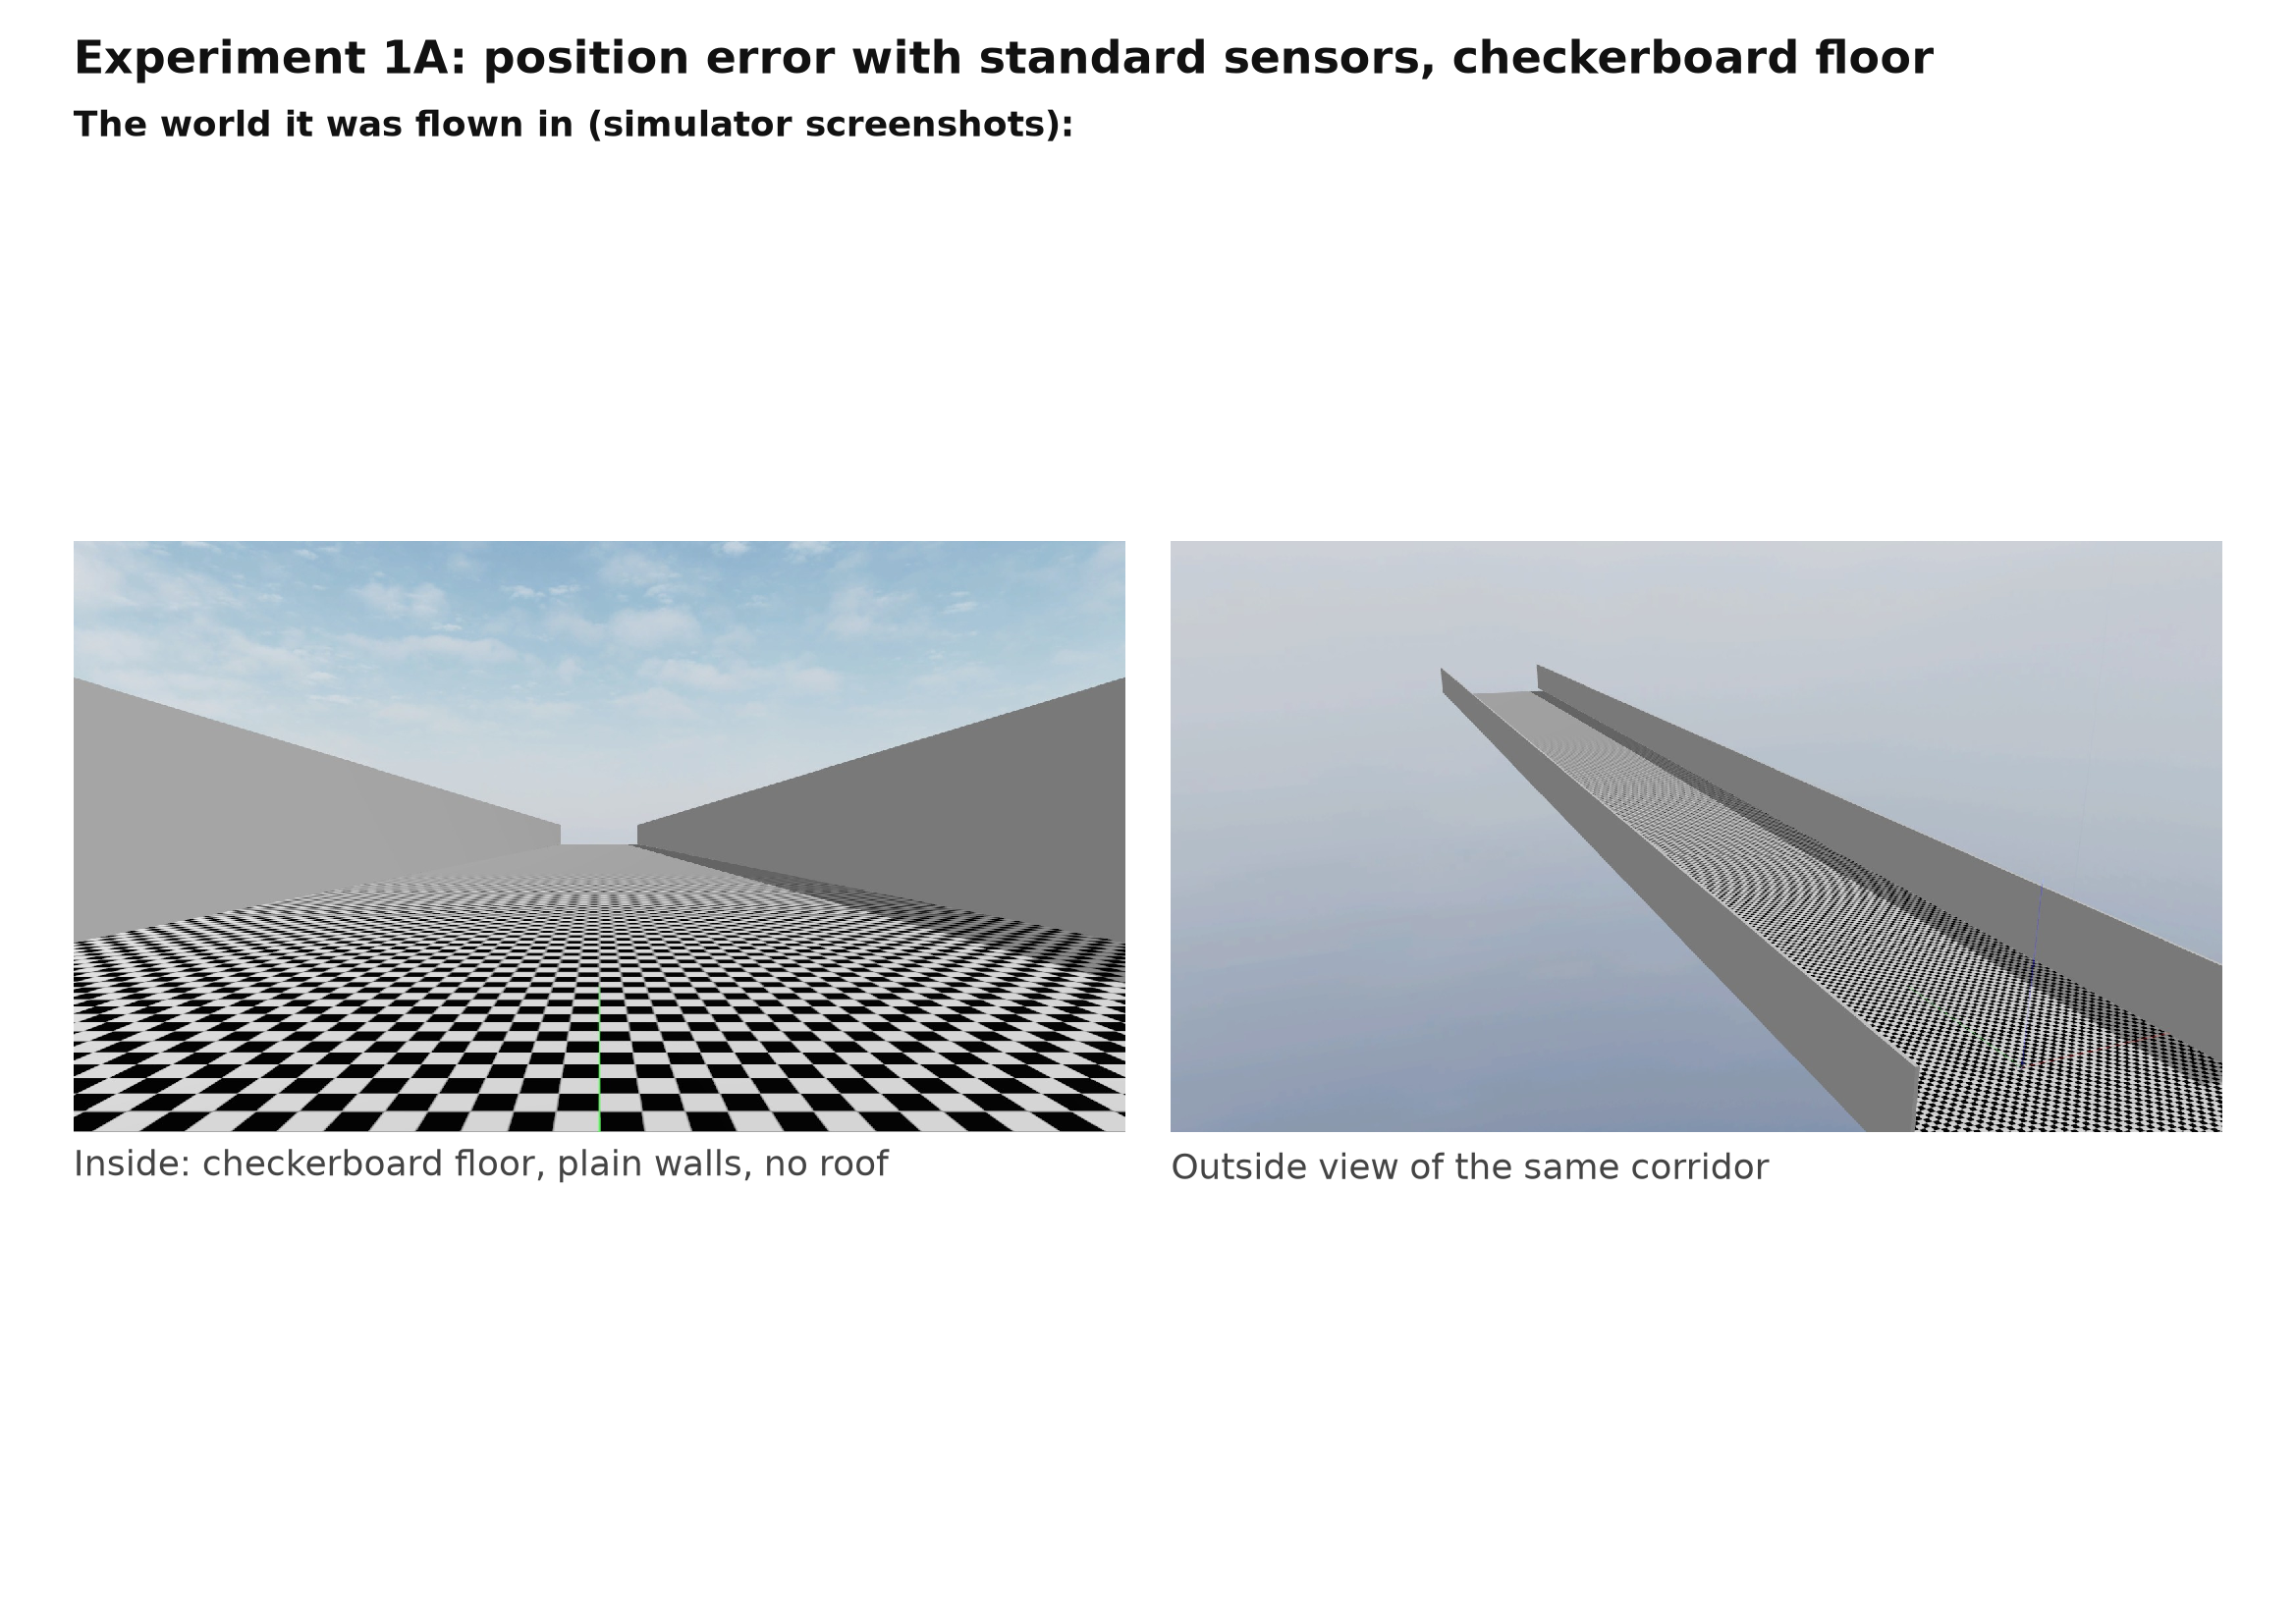 Experiment 1A: position error with standard sensors, checkerboard floor
The world it was flown in (simulator screenshots):
Inside: checkerboard floor, plain walls, no roof
Outside view of the same corridor